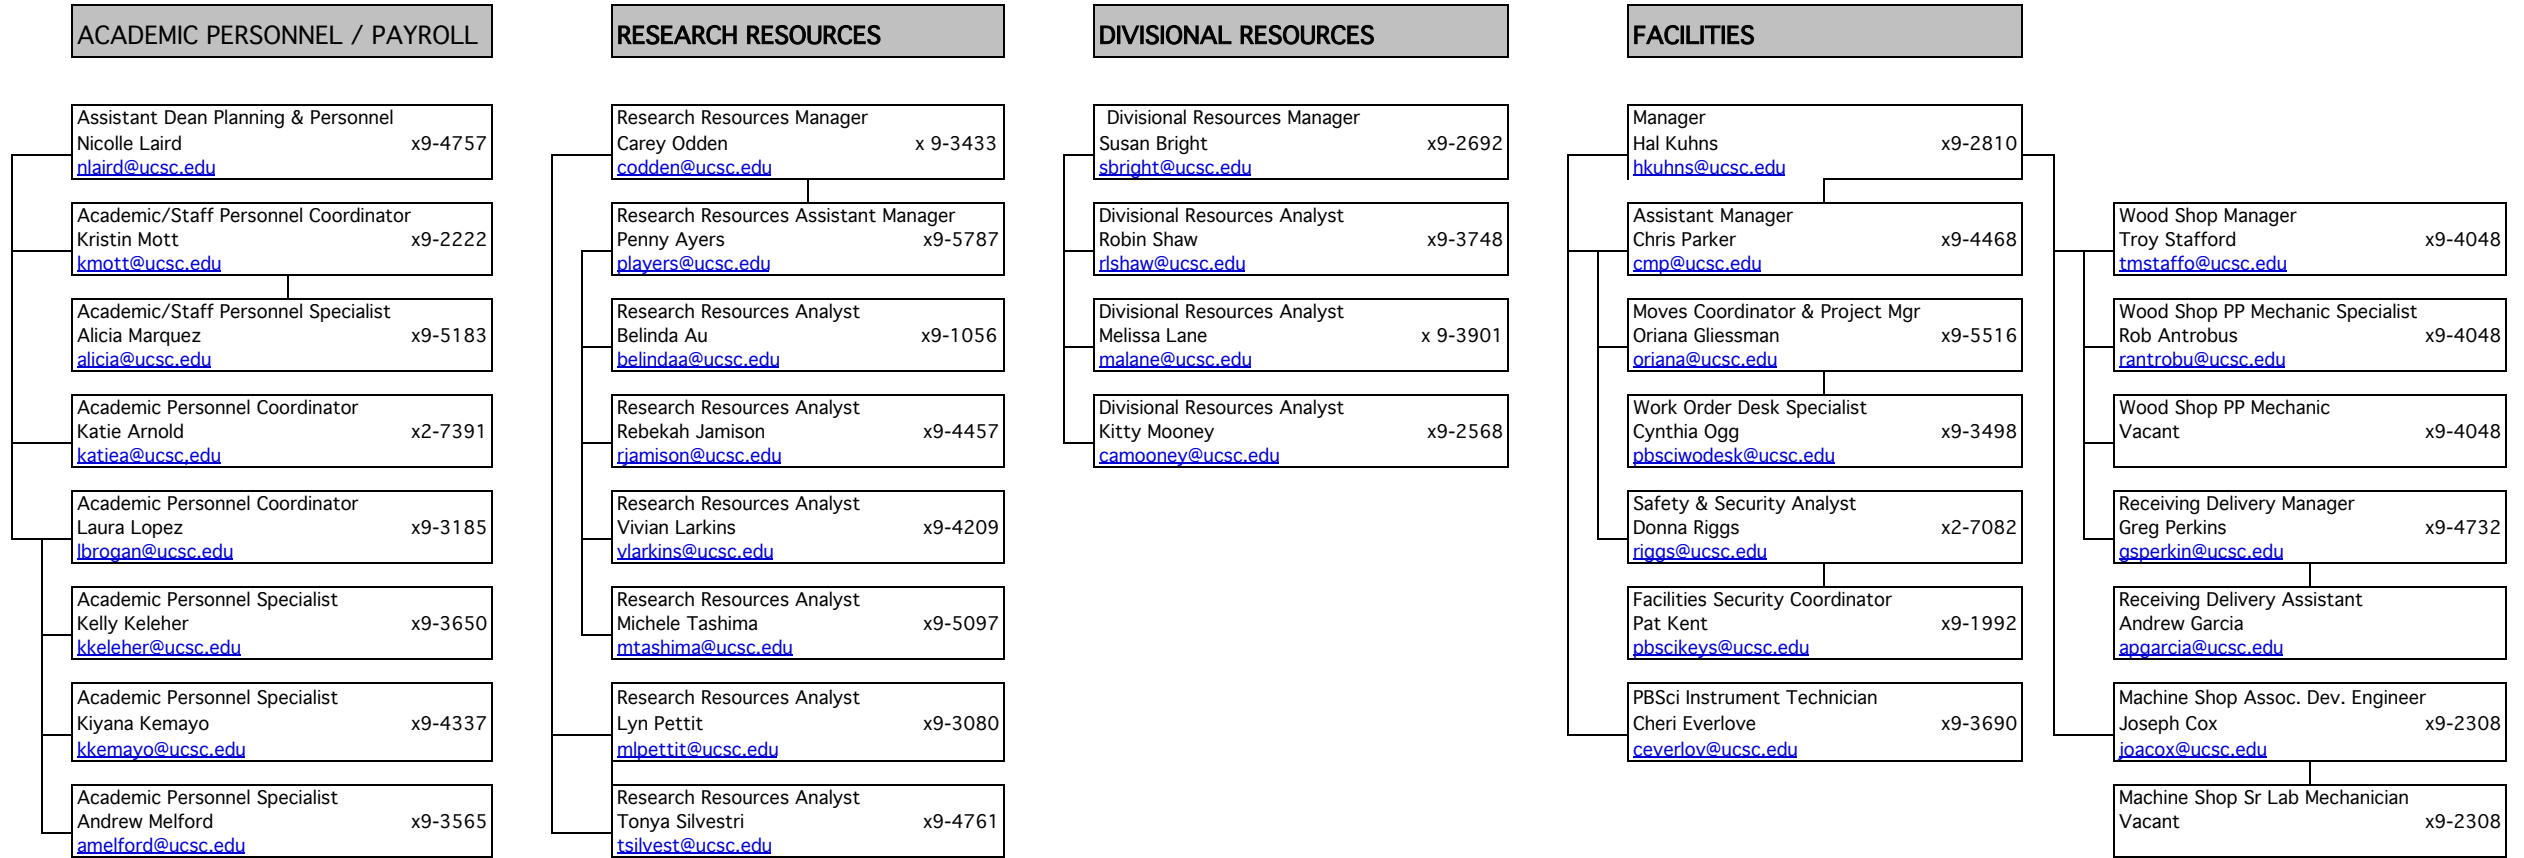 ACADEMIC PERSONNEL / PAYROLL
Assistant Dean Planning & Personnel
Nicolle Laird x9-4757
nlaird@ucsc.edu
Academic/Staff Personnel Coordinator
Kristin Mott x9-2222
kmott@ucsc.edu
Academic/Staff Personnel Specialist
Alicia Marquez x9-5183
alicia@ucsc.edu
Academic Personnel Coordinator
Katie Arnold x2-7391
katiea@ucsc,edu
Academic Personnel Coordinator
Laura Lopez x9-3185
lbrogan@ucsc.edu
Academic Personnel Specialist
Kelly Keleher x9-3650
kkeleher@ucsc.edu
Academic Personnel Specialist
Kiyana Kemayo x9-4337
kkemayo@ucsc.edu
Academic Personnel Specialist
Andrew Melford x9-3565
amelford@ucsc.edu
RESEARCH RESOURCES
Research Resources Manager
Carey Odden x 9-3433
codden@ucsc.edu
Research Resources Assistant Manager
Penny Ayers x9-5787
players@ucsc.edu
Research Resources Analyst
Belinda Au x9-1056
belindaa@ucsc.edu
Research Resources Analyst
Rebekah Jamison x9-4457
rjamison@ucsc.edu
Research Resources Analyst
Vivian Larkins x9-4209
vlarkins@ucsc.edu
Research Resources Analyst
Michele Tashima x9-5097
mtashima@ucsc.edu
Research Resources Analyst
Lyn Pettit x9-3080
mlpettit@ucsc.edu
Research Resources Analyst
Tonya Silvestri x9-4761
tsilvest@ucsc.edu
DIVISIONAL RESOURCES
Divisional Resources Manager
Susan Bright x9-2692
sbright@ucsc.edu
Divisional Resources Analyst
Robin Shaw x9-3748
rlshaw@ucsc.edu
Divisional Resources Analyst
Melissa Lane x 9-3901
malane@ucsc.edu
Divisional Resources Analyst
Kitty Mooney x9-2568
camooney@ucsc.edu
FACILITIES
Manager
Hal Kuhns x9-2810
hkuhns@ucsc.edu
Assistant Manager
Chris Parker x9-4468
cmp@ucsc.edu
Moves Coordinator & Project Mgr
Oriana Gliessman x9-5516
oriana@ucsc.edu
Work Order Desk Specialist
Cynthia Ogg x9-3498
pbsciwodesk@ucsc.edu
Safety & Security Analyst
Donna Riggs x2-7082
riggs@ucsc.edu
Facilities Security Coordinator
Pat Kent x9-1992
pbscikeys@ucsc.edu
PBSci Instrument Technician
Cheri Everlove x9-3690
ceverlov@ucsc.edu
Wood Shop Manager
Troy Stafford x9-4048
tmstaffo@ucsc.edu
Wood Shop PP Mechanic Specialist
Rob Antrobus x9-4048
rantrobu@ucsc.edu
Wood Shop PP Mechanic
Vacant x9-4048
Receiving Delivery Manager
Greg Perkins x9-4732
gsperkin@ucsc.edu
Receiving Delivery Assistant
Andrew Garcia
apgarcia@ucsc.edu
Machine Shop Assoc. Dev. Engineer
Joseph Cox x9-2308
joacox@ucsc.edu
Machine Shop Sr Lab Mechanician
Vacant x9-2308